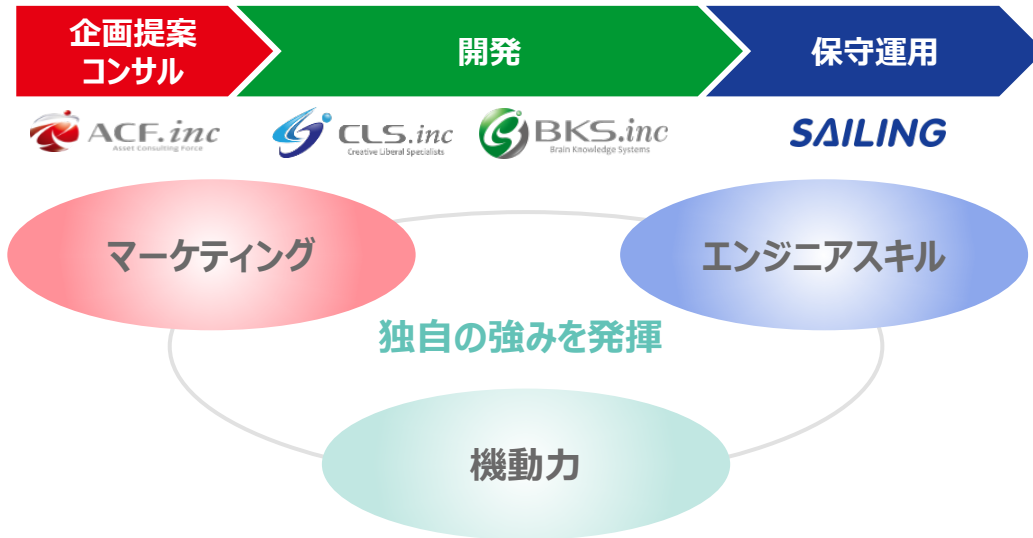 企画提案
コンサル
開発
保守運用
ACF.inc
Asset Consulting Force
CLS.inc
Creative Liberal Specialists
BKS.inc
Brain Knowledge Systems
SAILING
マーケティング
エンジニアスキル
独自の強みを発揮
機動力